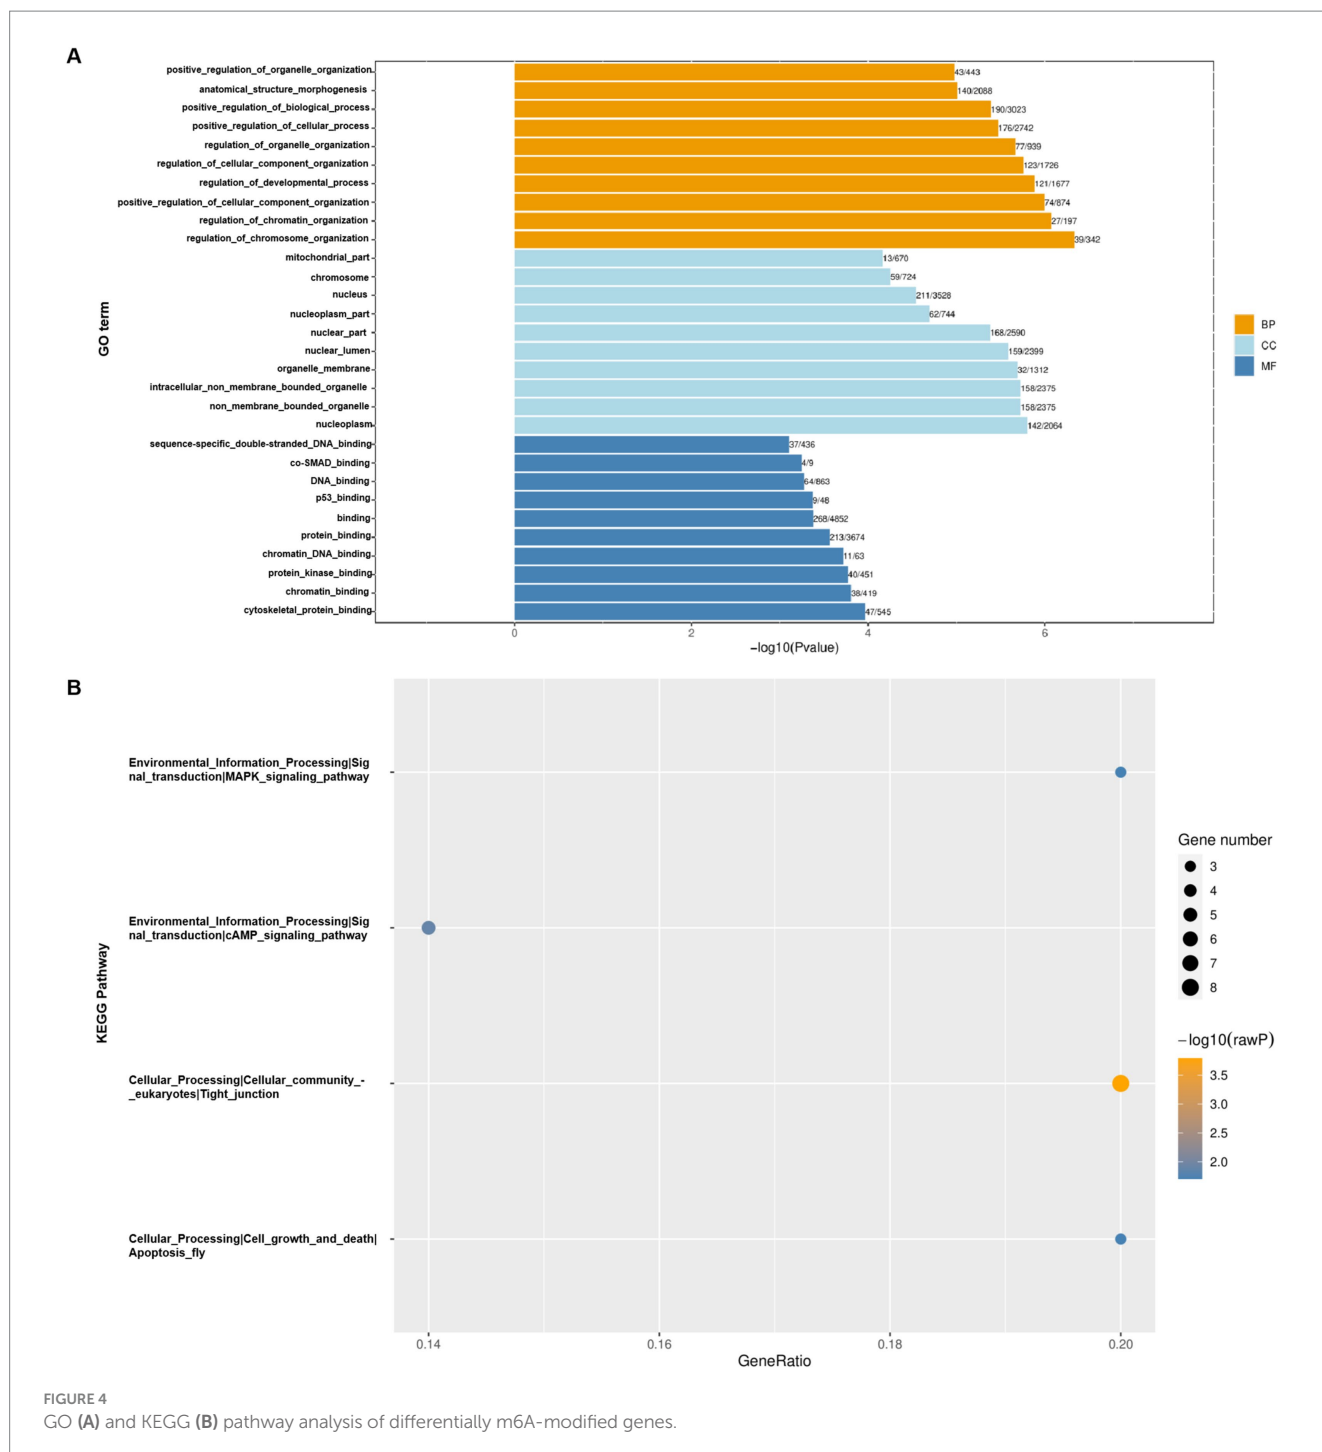 A
positive_regulation_of_organelle_organization 43/443
anatomical_structure_morphogenesis 140/2088
positive_regulation_of_biological_process 190/3023
positive_regulation_of_cellular_process 176/2742
regulation_of_organelle_organization 77/939
regulation_of_cellular_component_organization 123/1726
regulation_of_developmental_process 121/1677
positive_regulation_of_cellular_component_organization 74/874
regulation_of_chromatin_organization 27/197
regulation_of_chromosome_organization 39/342
mitochondrial_part 13/670
chromosome 59/724
nucleus 211/3528
nucleoplasm_part 62/744
nuclear_part 168/2590
nuclear_lumen 159/2399
organelle_membrane 32/1312
intracellular_non_membrane_bounded_organelle 158/2375
non_membrane_bounded_organelle 158/2375
nucleoplasm 142/2064
sequence-specific_double-stranded_DNA_binding 37/436
co-SMAD_binding 4/9
DNA_binding 64/863
p53_binding 9/48
binding 268/4852
protein_binding 213/3674
chromatin_DNA_binding 11/63
protein_kinase_binding 40/451
chromatin_binding 38/419
cytoskeletal_protein_binding 47/545
GO term
0 2 4 6
−log10(Pvalue)
BP
CC
MF
B
Environmental_Information_Processing|Sig
nal_transduction|MAPK_signaling_pathway
Environmental_Information_Processing|Sig
nal_transduction|cAMP_signaling_pathway
Cellular_Processing|Cellular_community_-
_eukaryotes|Tight_junction
Cellular_Processing|Cell_growth_and_death|
Apoptosis_fly
KEGG Pathway
0.14 0.16 0.18 0.20
GeneRatio
Gene number
3
4
5
6
7
8
−log10(rawP)
3.5
3.0
2.5
2.0
FIGURE 4
GO (A) and KEGG (B) pathway analysis of differentially m6A-modified genes.